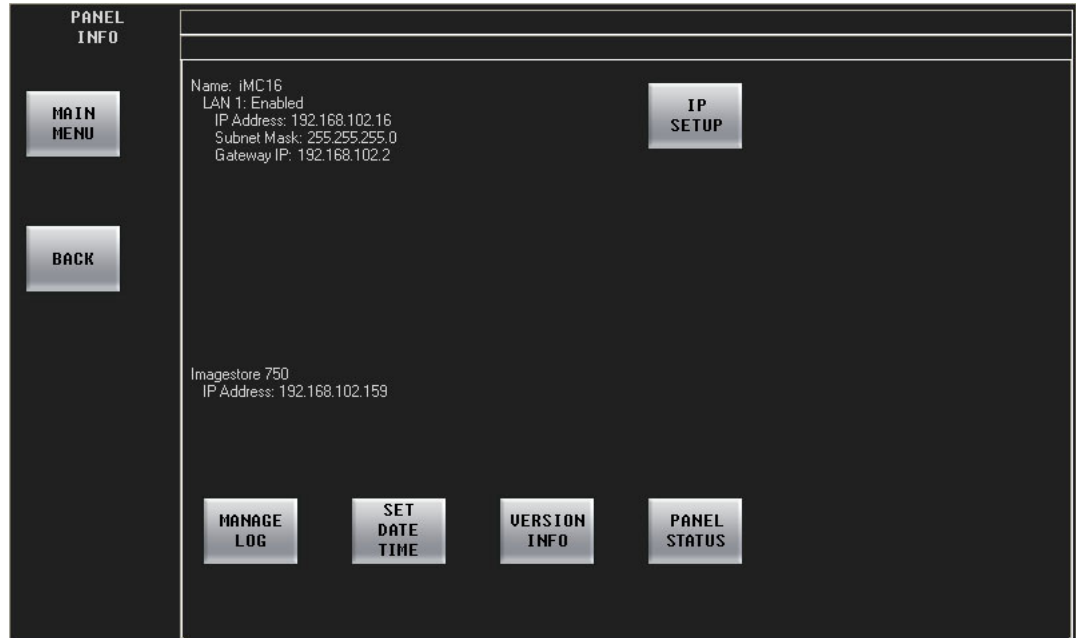 PANEL
INFO
MAIN
MENU
BACK
Name: iMC16
LAN 1: Enabled
IP Address: 192.168.102.16
Subnet Mask: 255.255.255.0
Gateway IP: 192.168.102.2
IP
SETUP
Imagestore 750
IP Address: 192.168.102.159
MANAGE
LOG
SET
DATE
TIME
VERSION
INFO
PANEL
STATUS